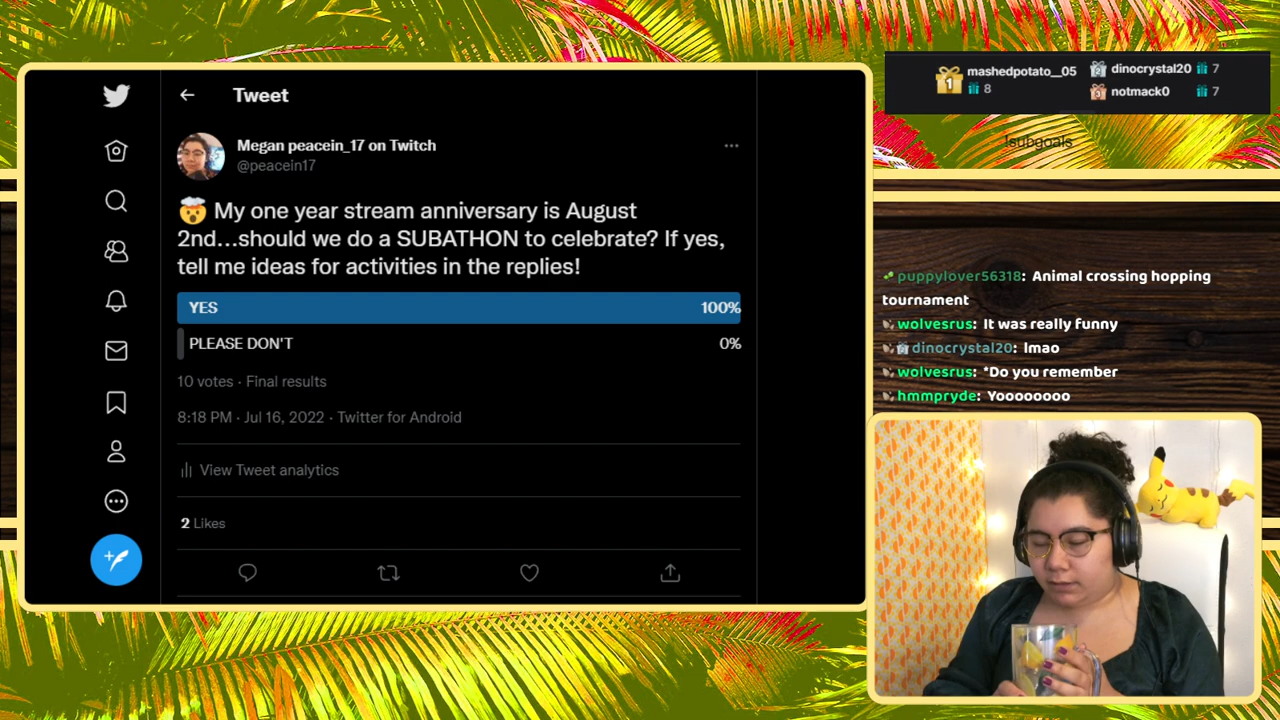 Tweet
Megan peacein_17 on Twitch
@peacein17
🤯 My one year stream anniversary is August
2nd...should we do a SUBATHON to celebrate? If yes,
tell me ideas for activities in the replies!
YES 100%
PLEASE DON'T 0%
10 votes · Final results
8:18 PM · Jul 16, 2022 · Twitter for Android
View Tweet analytics
2 Likes
1 mashedpotato__05
8
2 dinocrystal20 7
3 notmack0 7
!subgoals
puppylover56318: Animal crossing hopping
tournament
wolvesrus: It was really funny
dinocrystal20: lmao
wolvesrus: *Do you remember
hmmpryde: Yoooooooo